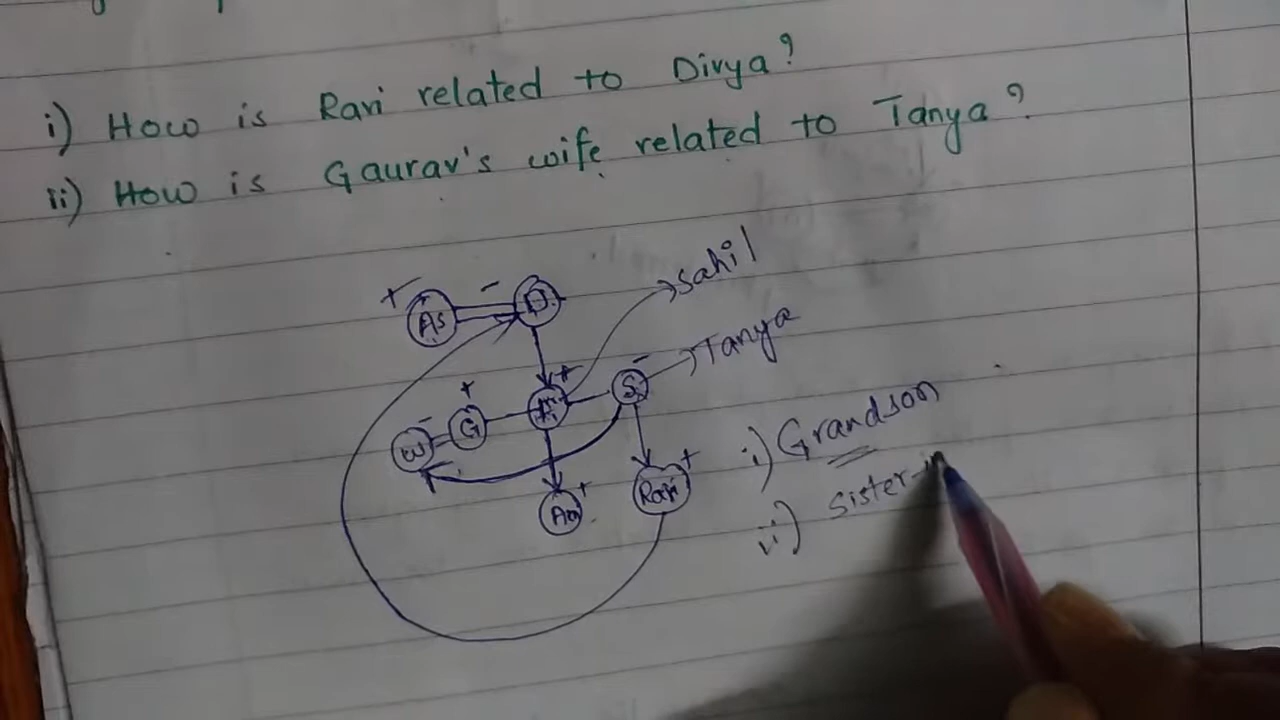 i) How is Ravi related to Divya?
ii) How is Gaurav's wife related to Tanya?
Sahil
+ - D
As
+ Tanya
+ -
S
- G
W
i) Grandson
+ +
Ravi
Aa
ii) Sister-i